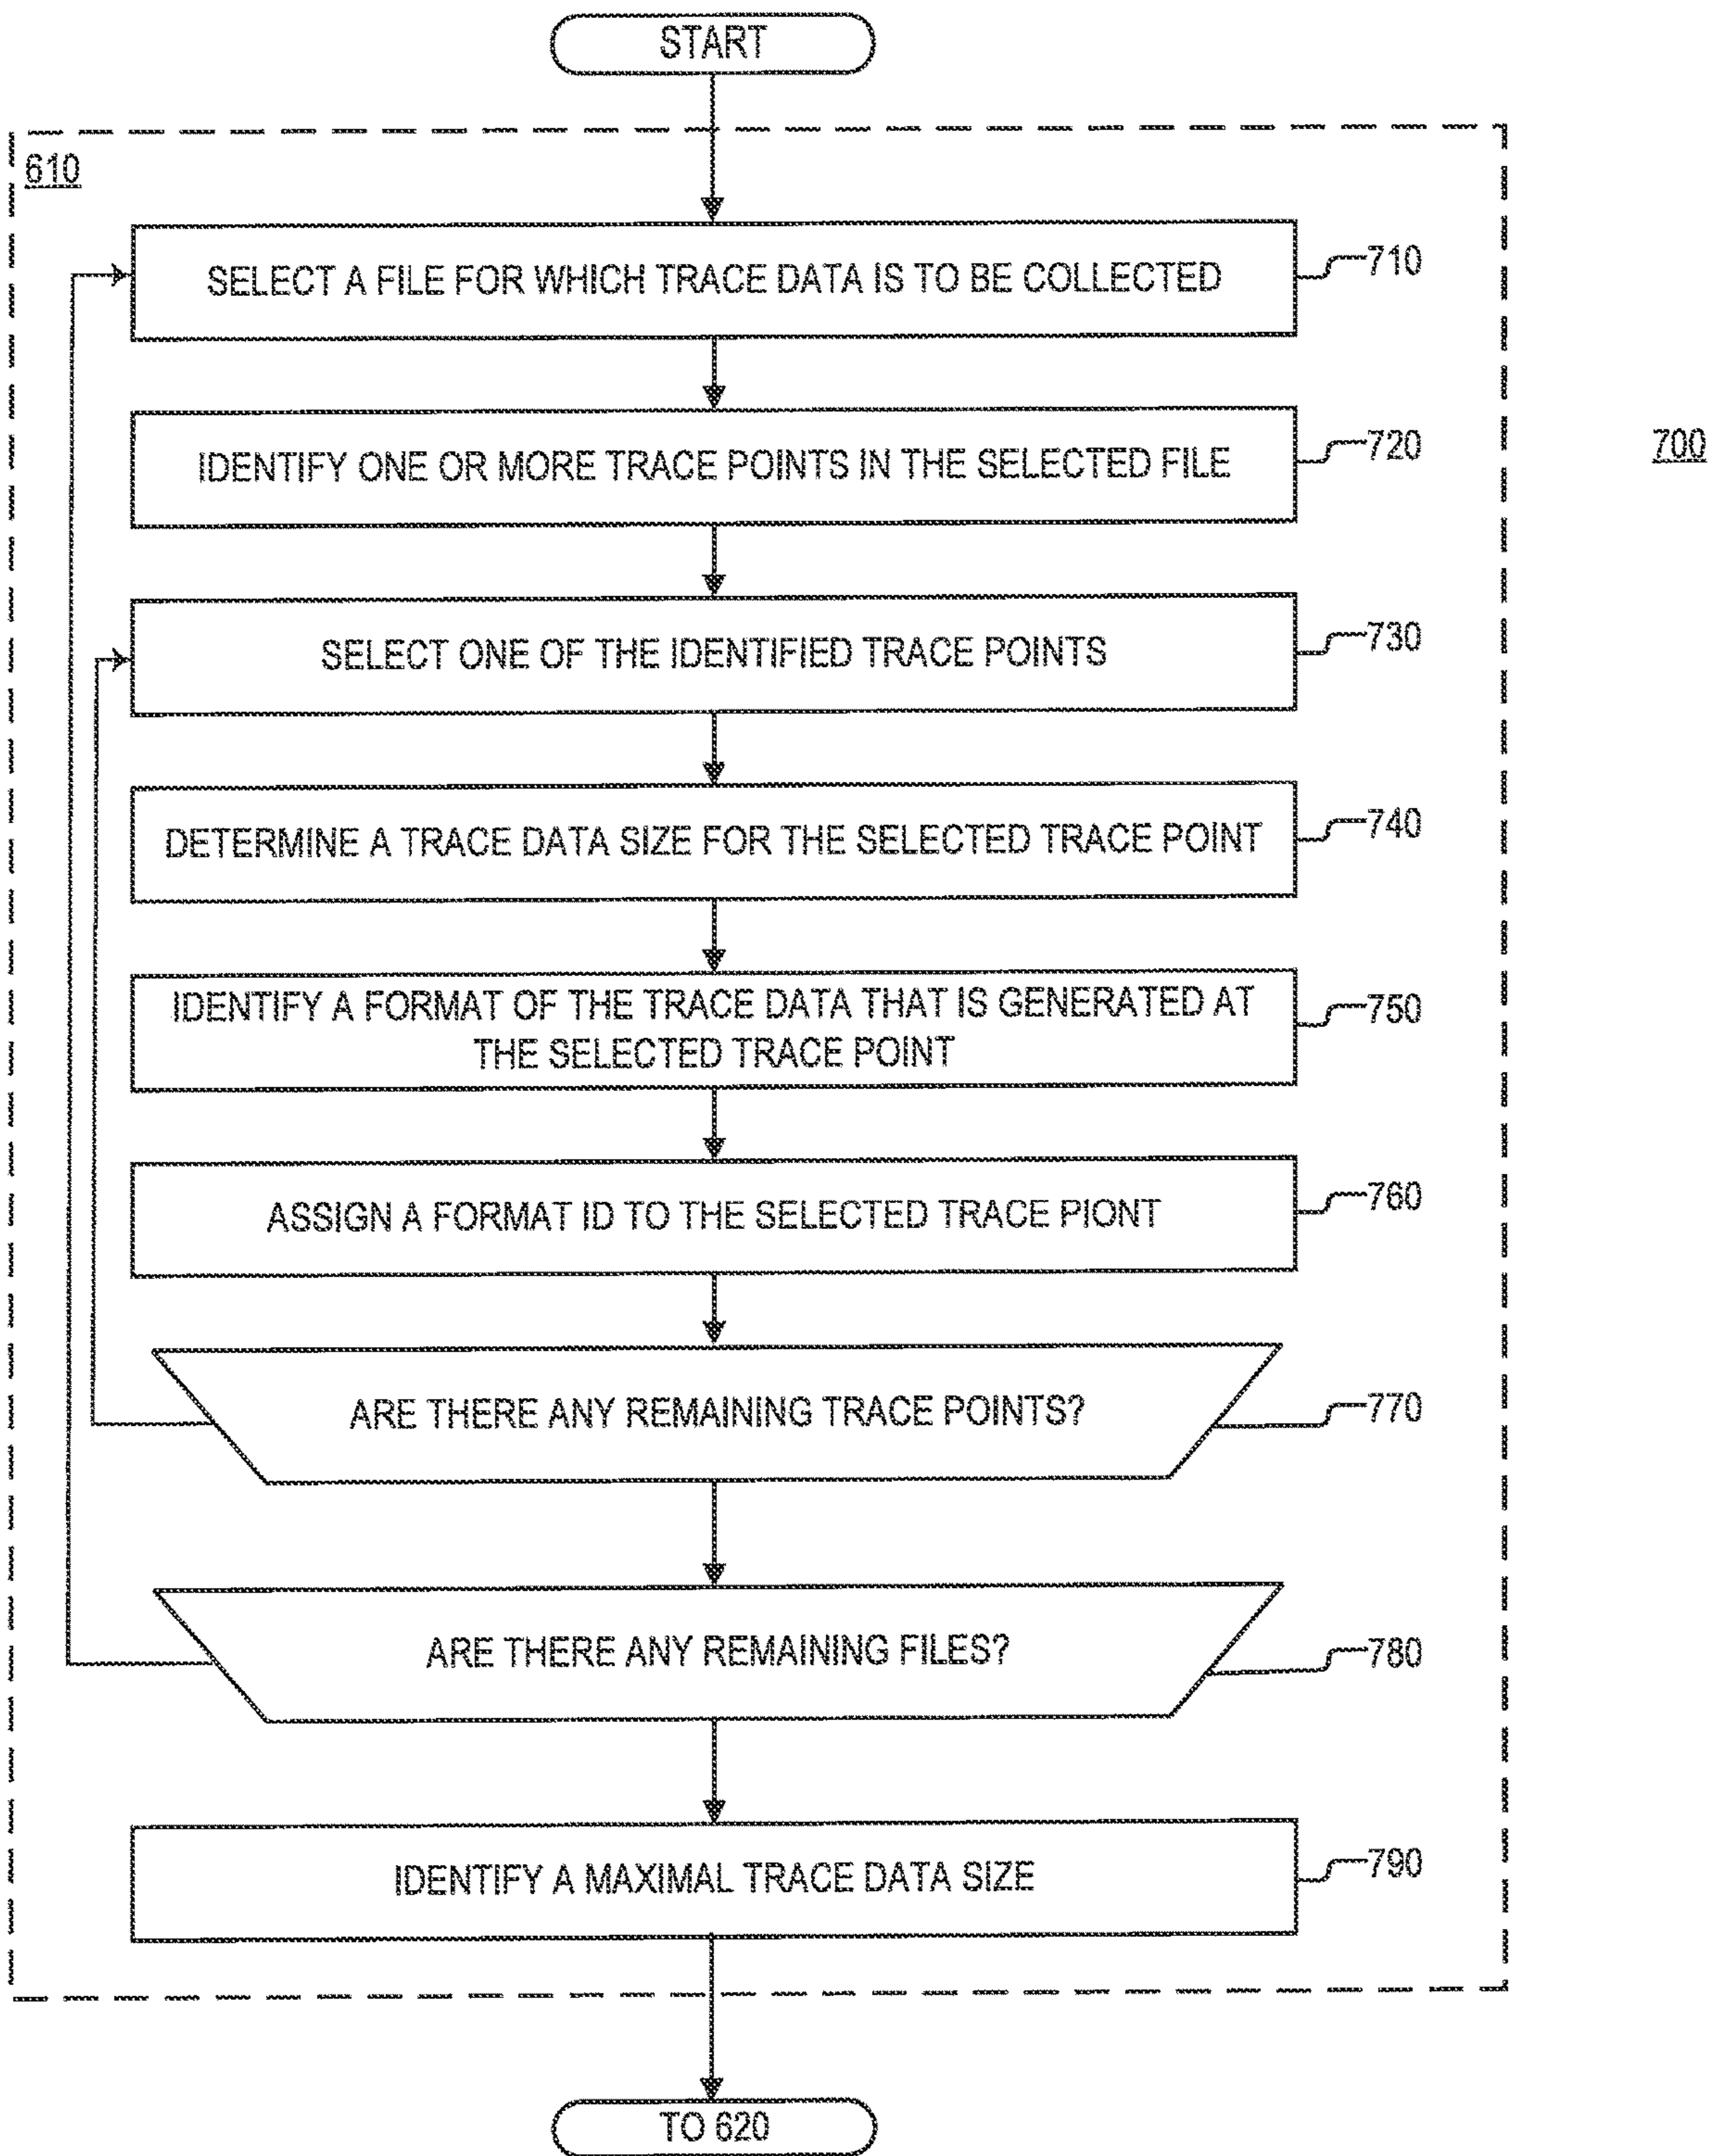 START
610
SELECT A FILE FOR WHICH TRACE DATA IS TO BE COLLECTED
710
IDENTIFY ONE OR MORE TRACE POINTS IN THE SELECTED FILE
720
700
SELECT ONE OF THE IDENTIFIED TRACE POINTS
730
DETERMINE A TRACE DATA SIZE FOR THE SELECTED TRACE POINT
740
IDENTIFY A FORMAT OF THE TRACE DATA THAT IS GENERATED AT
THE SELECTED TRACE POINT
750
ASSIGN A FORMAT ID TO THE SELECTED TRACE PIONT
760
ARE THERE ANY REMAINING TRACE POINTS?
770
ARE THERE ANY REMAINING FILES?
780
IDENTIFY A MAXIMAL TRACE DATA SIZE
790
TO 620